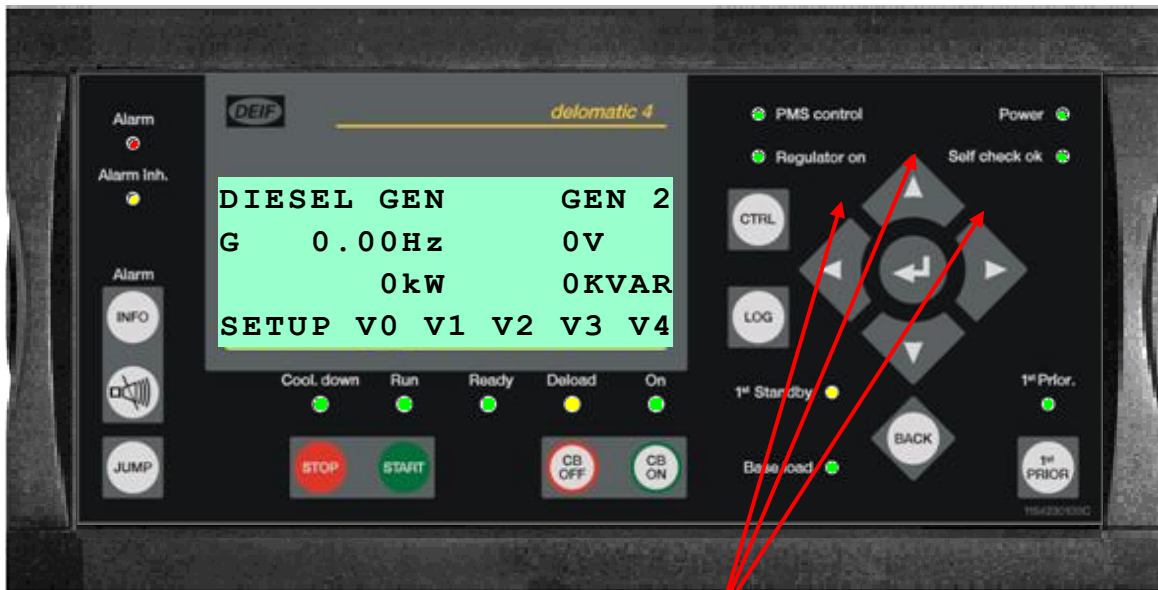 DEIF
delomatic 4
Alarm
Alarm Inh.
DIESEL GEN GEN 2
G 0.00Hz 0V
0kW 0KVAR
SETUP V0 V1 V2 V3 V4
PMS control
Power
Regulator on
Self check ok
CTRL
LOG
Alarm
INFO
JUMP
Cool. down
Run
Ready
Deload
On
STOP
START
CB OFF
CB ON
1st Standby
Base load
BACK
1st Prior.
1st PRIOR